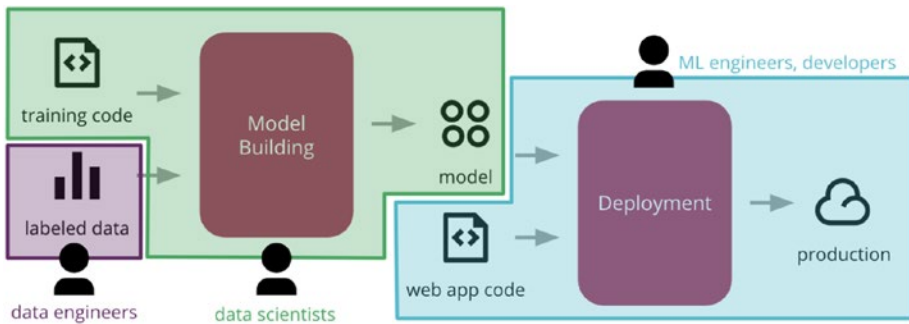 training code
Model
Building
model
labeled data
data engineers
data scientists
ML engineers, developers
Deployment
web app code
production